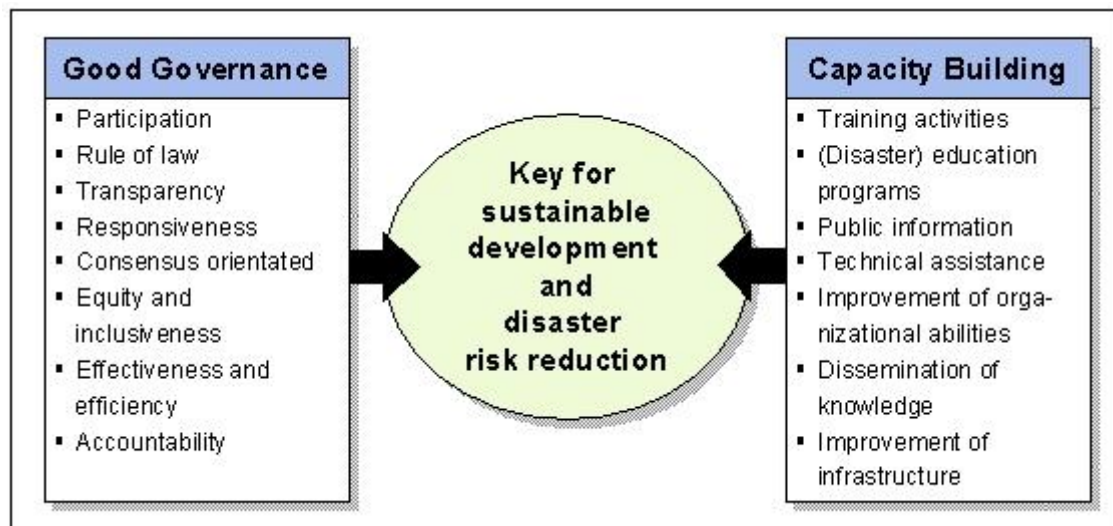 Good Governance
▪ Participation
▪ Rule of law
▪ Transparency
▪ Responsiveness
▪ Consensus orientated
▪ Equity and
inclusiveness
▪ Effectiveness and
efficiency
▪ Accountability
Key for
sustainable
development
and
disaster
risk reduction
Capacity Building
▪ Training activities
▪ (Disaster) education
programs
▪ Public information
▪ Technical assistance
▪ Improvement of orga-
nizational abilities
▪ Dissemination of
knowledge
▪ Improvement of
infrastructure